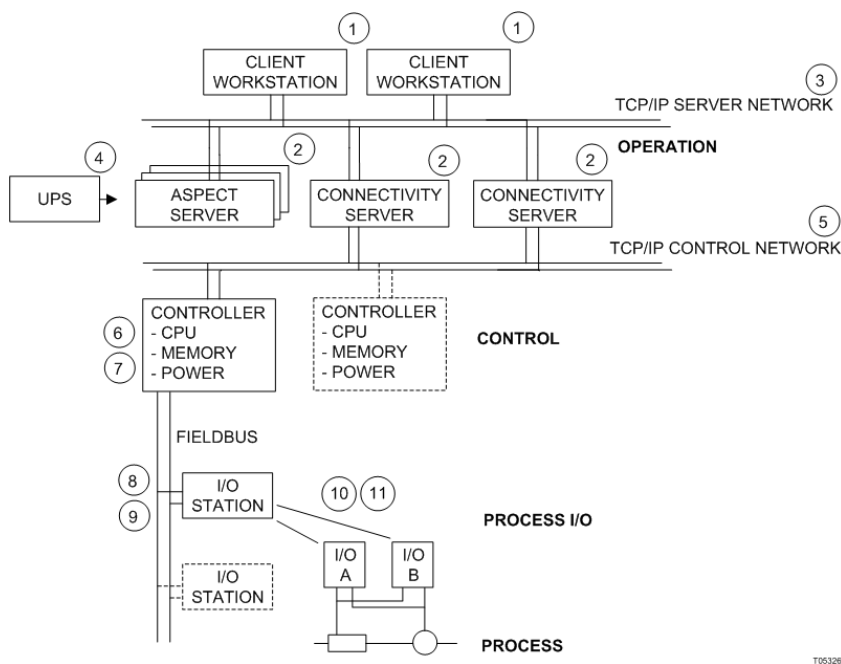 1
1
CLIENT
WORKSTATION
CLIENT
WORKSTATION
3
TCP/IP SERVER NETWORK
OPERATION
4
2
2
2
UPS
ASPECT
SERVER
CONNECTIVITY
SERVER
CONNECTIVITY
SERVER
5
TCP/IP CONTROL NETWORK
6
7
CONTROLLER
- CPU
- MEMORY
- POWER
CONTROLLER
- CPU
- MEMORY
- POWER
CONTROL
FIELDBUS
8
9
I/O
STATION
10
11
PROCESS I/O
I/O
A
I/O
B
I/O
STATION
PROCESS
T05326